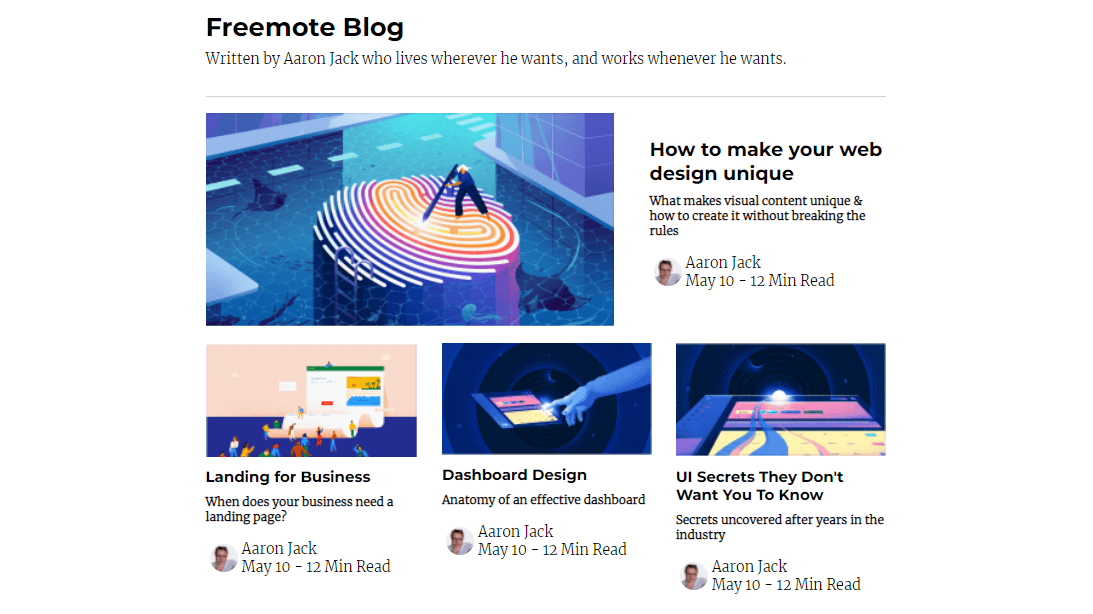 Freemote Blog
Written by Aaron Jack who lives wherever he wants, and works whenever he wants.
How to make your web
design unique
What makes visual content unique &
how to create it without breaking the
rules
Aaron Jack
May 10 - 12 Min Read
Landing for Business
When does your business need a
landing page?
Aaron Jack
May 10 - 12 Min Read
Dashboard Design
Anatomy of an effective dashboard
Aaron Jack
May 10 - 12 Min Read
UI Secrets They Don't
Want You To Know
Secrets uncovered after years in the
industry
Aaron Jack
May 10 - 12 Min Read